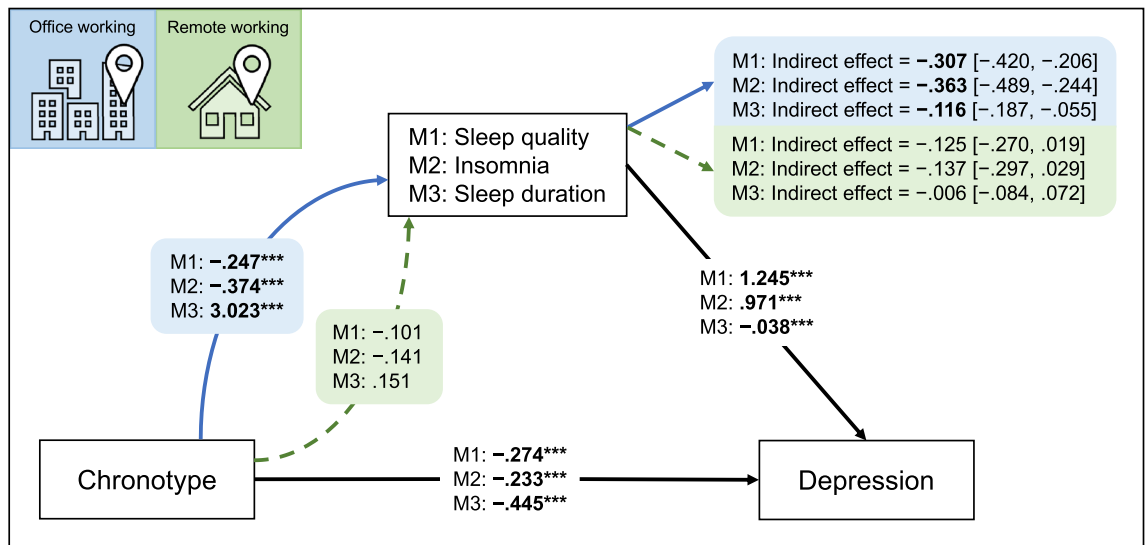 Office working
Remote working
M1: Indirect effect = −.307 [−.420, −.206]
M2: Indirect effect = −.363 [−.489, −.244]
M3: Indirect effect = −.116 [−.187, −.055]
M1: Indirect effect = −.125 [−.270, .019]
M2: Indirect effect = −.137 [−.297, .029]
M3: Indirect effect = −.006 [−.084, .072]
M1: Sleep quality
M2: Insomnia
M3: Sleep duration
M1: −.247***
M2: −.374***
M3: 3.023***
M1: −.101
M2: −.141
M3: .151
M1: 1.245***
M2: .971***
M3: −.038***
Chronotype
M1: −.274***
M2: −.233***
M3: −.445***
Depression